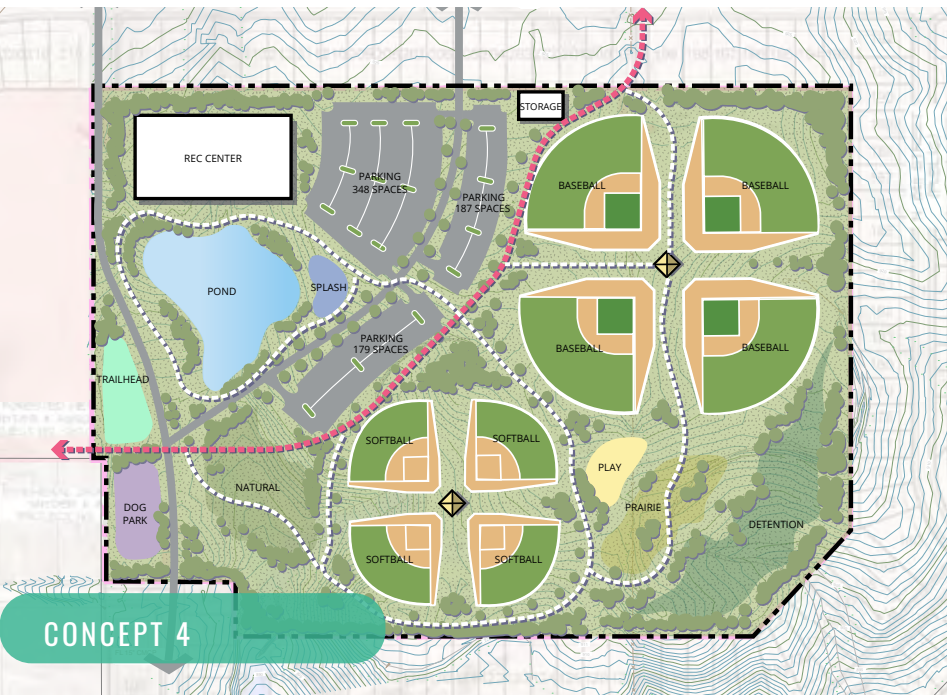 STORAGE
REC CENTER
PARKING
348 SPACES
PARKING
187 SPACES
BASEBALL
BASEBALL
POND
SPLASH
PARKING
179 SPACES
BASEBALL
BASEBALL
TRAILHEAD
SOFTBALL
SOFTBALL
PLAY
NATURAL
PRAIRIE
DOG
PARK
DETENTION
SOFTBALL
SOFTBALL
CONCEPT 4